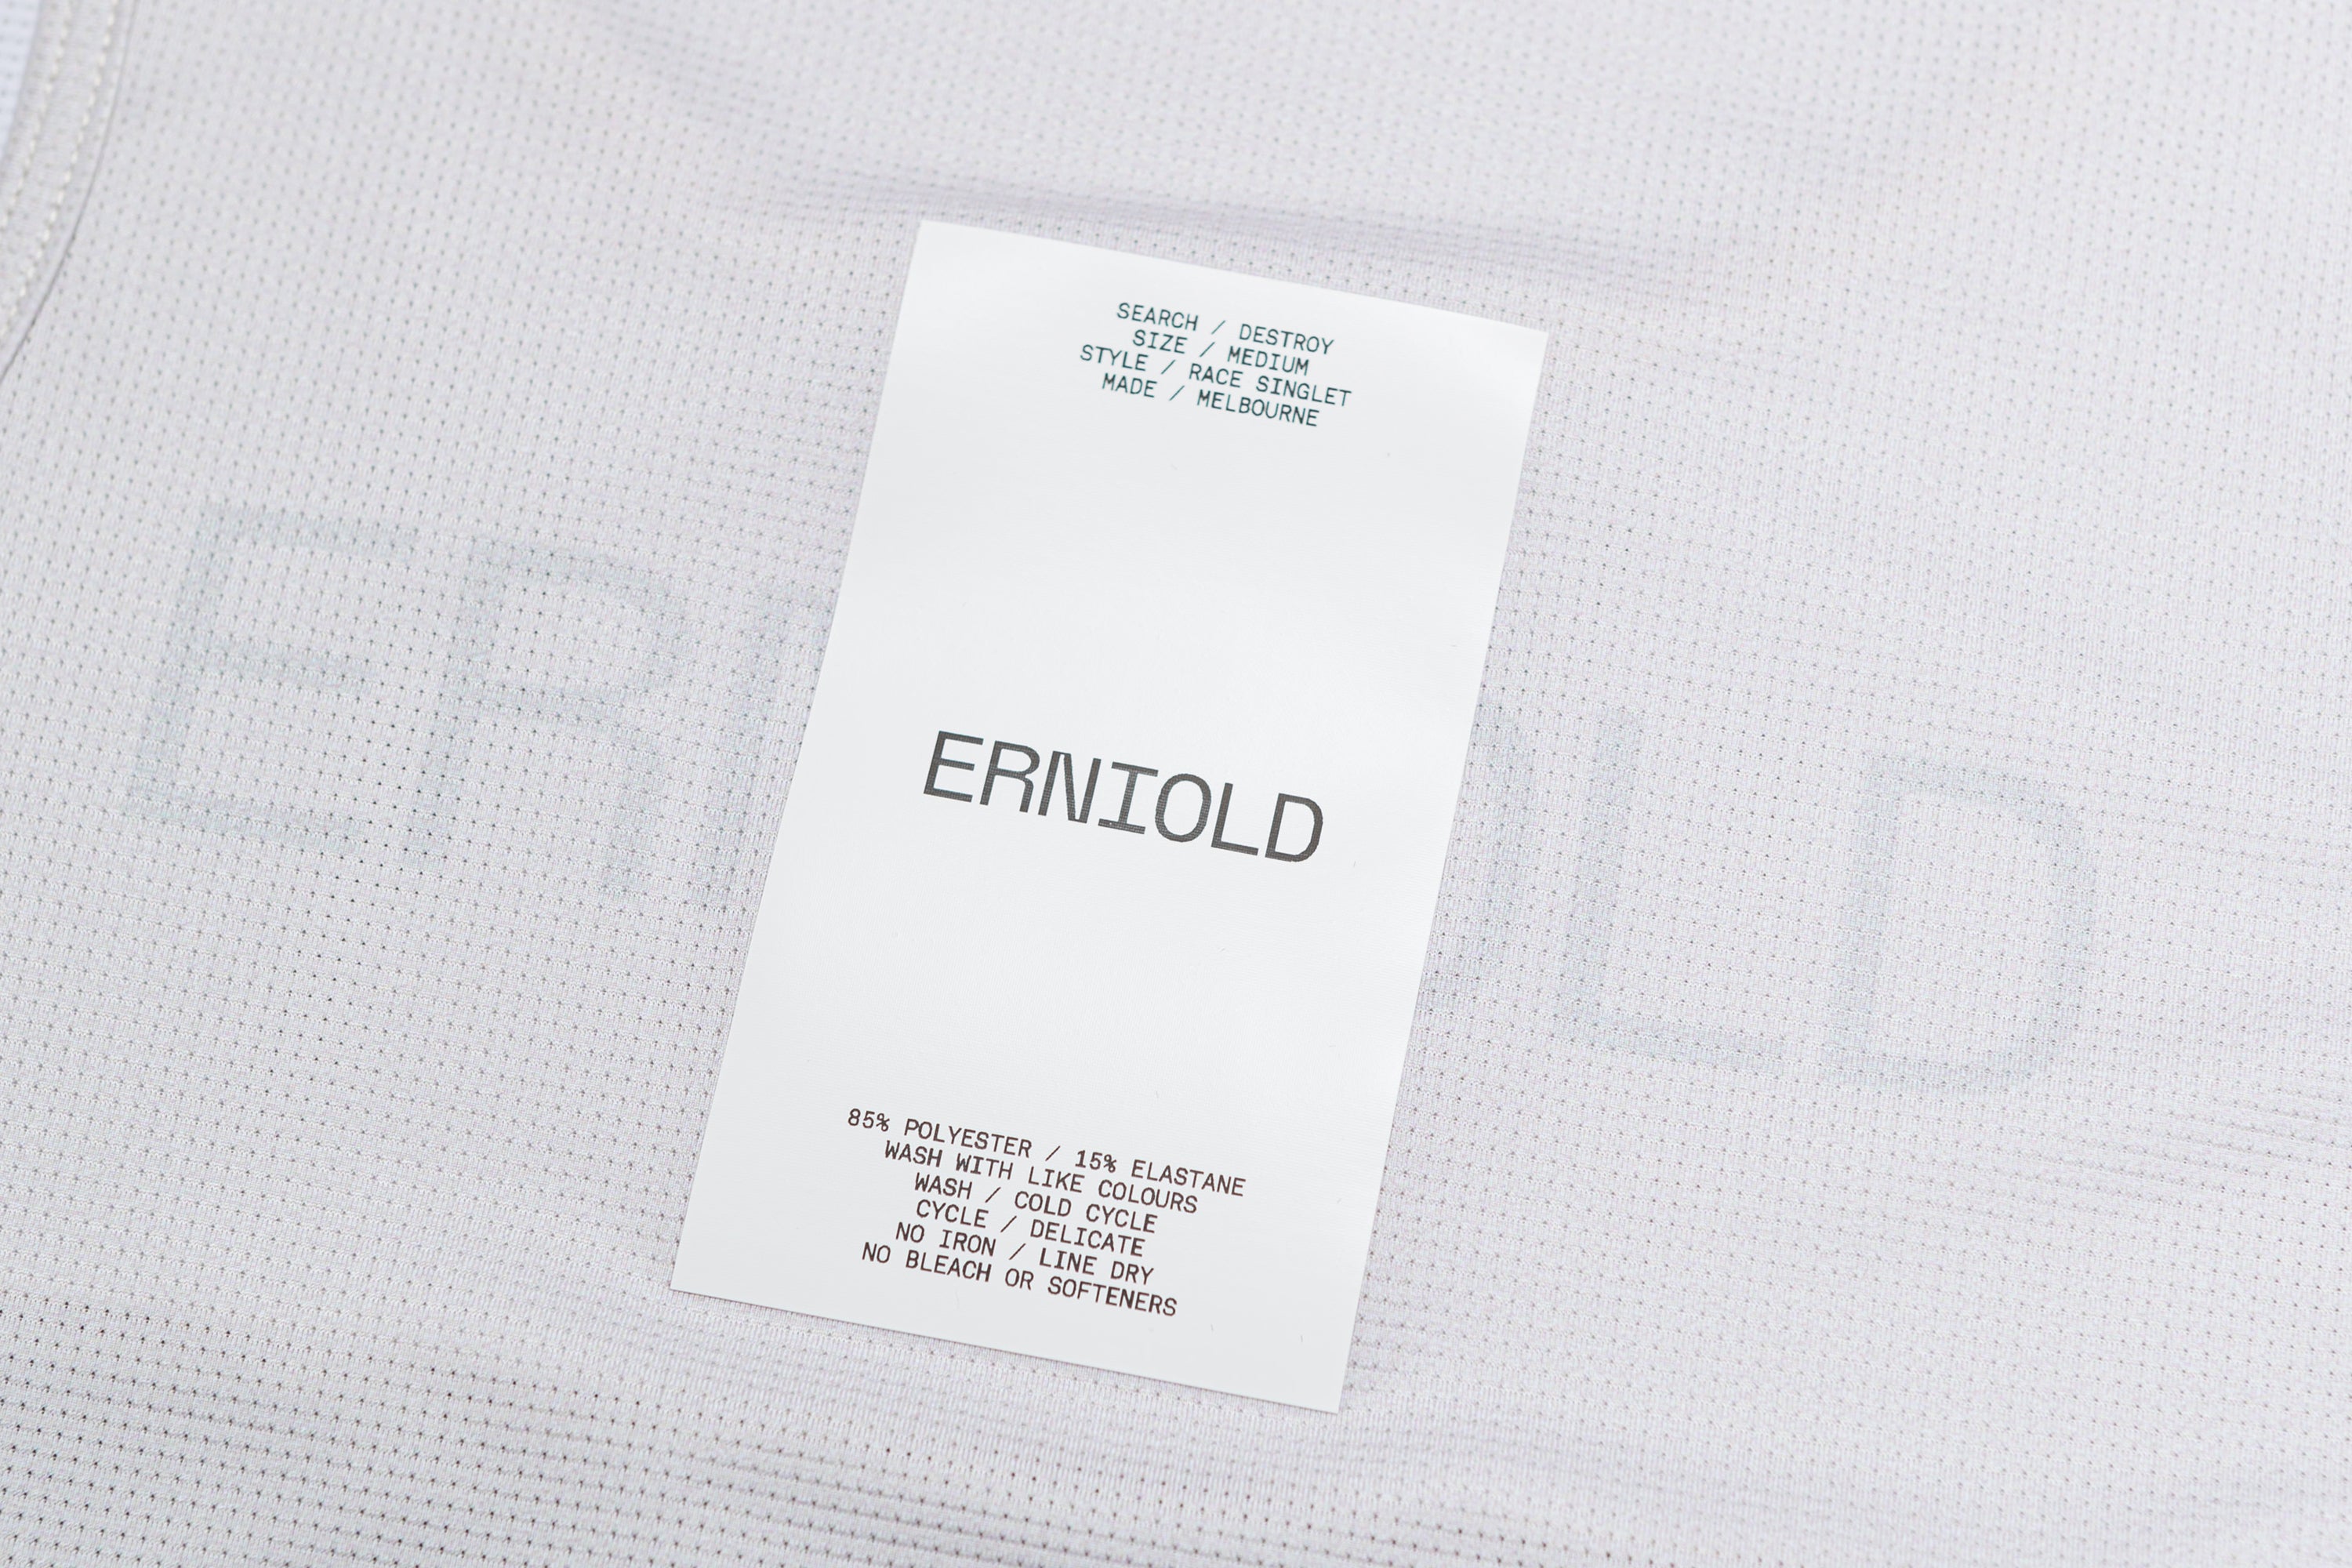 SEARCH / DESTROY
SIZE / MEDIUM
STYLE / RACE SINGLET
MADE / MELBOURNE
ERNIOLD
85% POLYESTER / 15% ELASTANE
WASH WITH LIKE COLOURS
WASH / COLD CYCLE
CYCLE / DELICATE
NO IRON / LINE DRY
NO BLEACH OR SOFTENERS